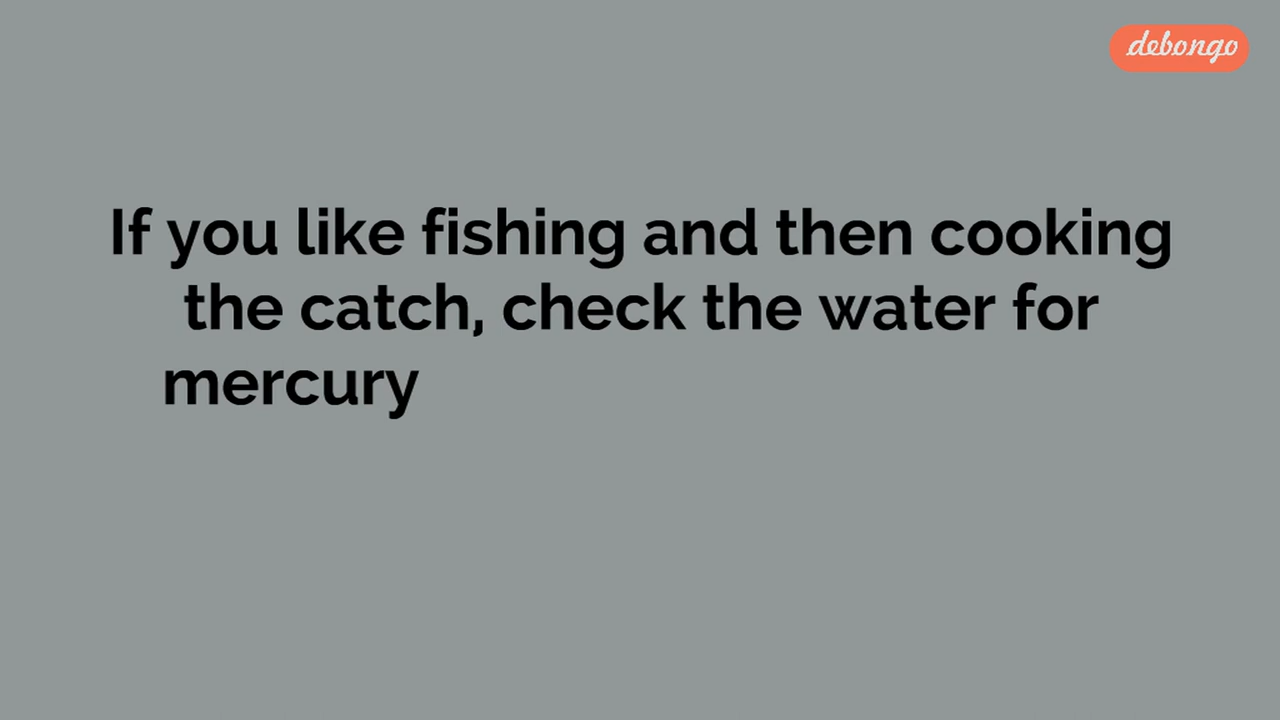 debongo
If you like fishing and then cooking
the catch, check the water for
mercury